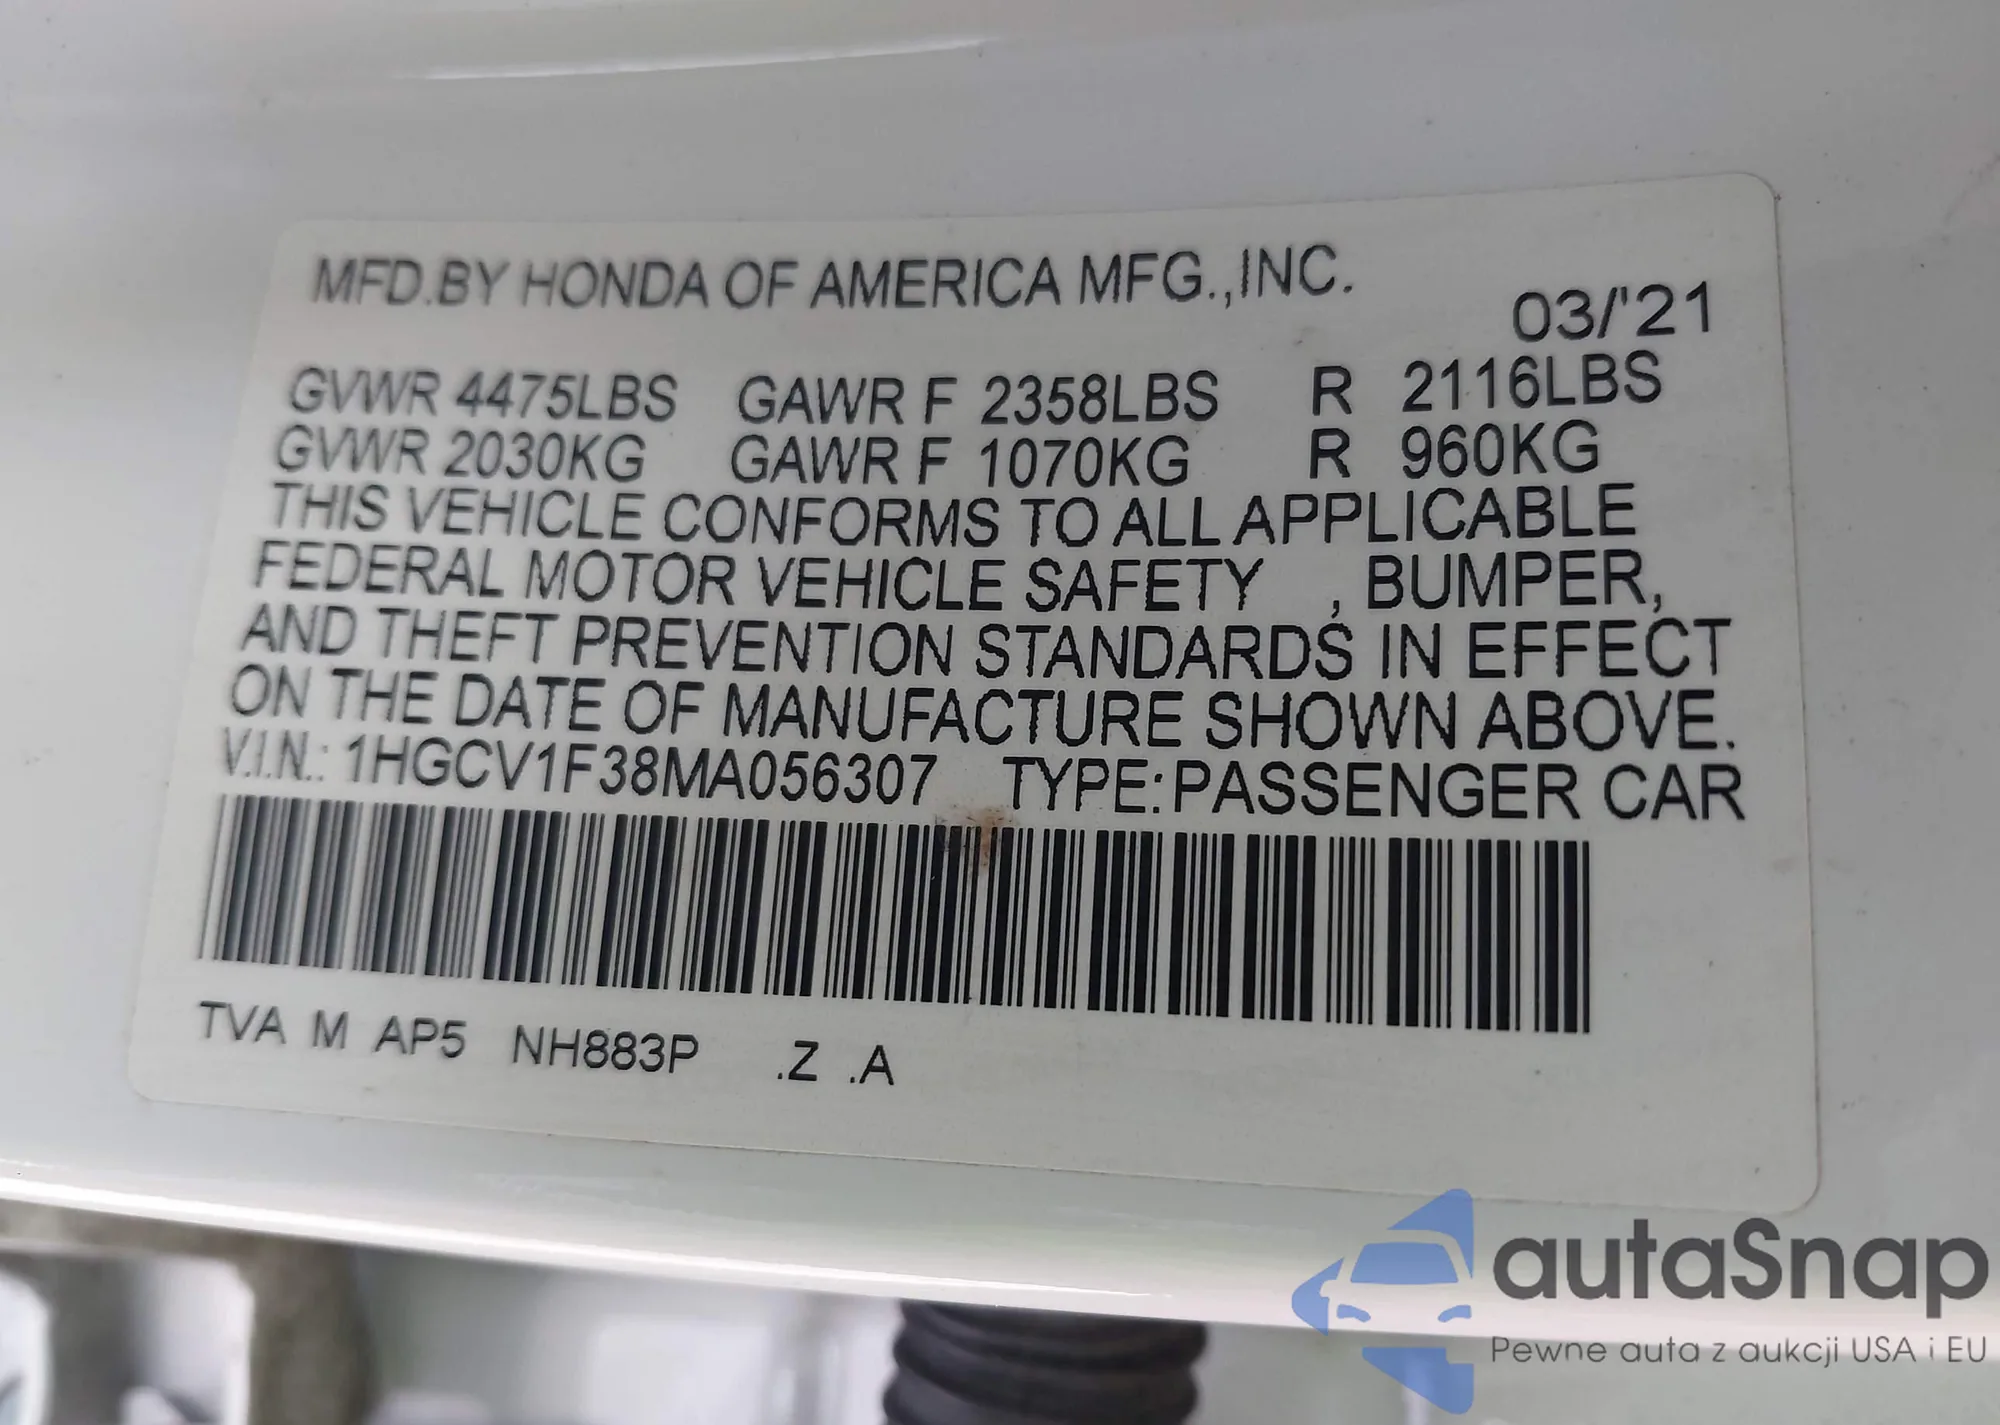 MFD.BY HONDA OF AMERICA MFG.,INC.
03/'21
GVWR 4475LBS GAWR F 2358LBS R 2116LBS
GVWR 2030KG GAWR F 1070KG R 960KG
THIS VEHICLE CONFORMS TO ALL APPLICABLE
FEDERAL MOTOR VEHICLE SAFETY , BUMPER,
AND THEFT PREVENTION STANDARDS IN EFFECT
ON THE DATE OF MANUFACTURE SHOWN ABOVE.
V.I.N.: 1HGCV1F38MA056307 TYPE:PASSENGER CAR
TVA M AP5 NH883P .Z .A
autaSnap
Pewne auta z aukcji USA i EU